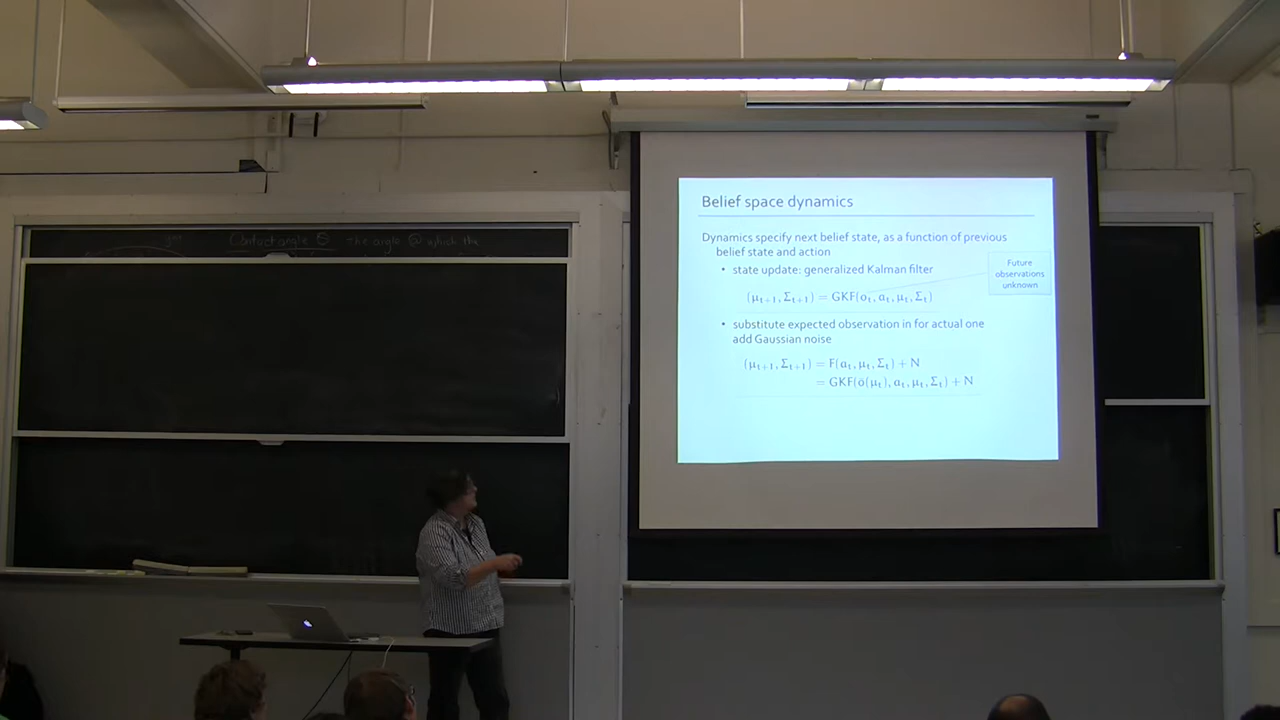 Contact angle θ the angle @ which the
Belief space dynamics
Dynamics specify next belief state, as a function of previous
belief state and action
• state update: generalized Kalman filter
(μt+1, Σt+1) = GKF(ot, at, μt, Σt)
Future
observations
unknown
• substitute expected observation in for actual one
add Gaussian noise
(μt+1, Σt+1) = F(at, μt, Σt) + N
= GKF(ō(μt), at, μt, Σt) + N